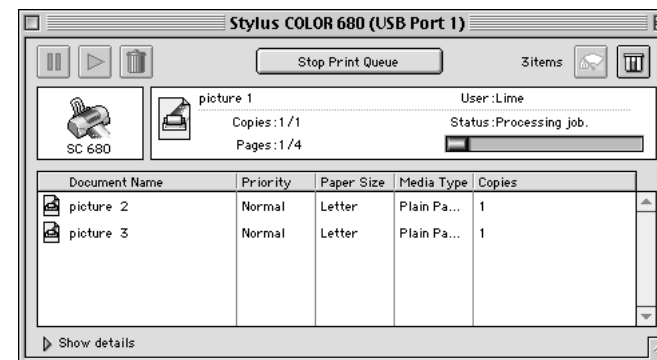 Stylus COLOR 680 (USB Port 1)
Stop Print Queue
3items
SC 680
picture 1
User:Lime
Copies:1/1
Status:Processing job.
Pages:1/4
Document Name Priority Paper Size Media Type Copies
picture 2 Normal Letter Plain Pa... 1
picture 3 Normal Letter Plain Pa... 1
Show details